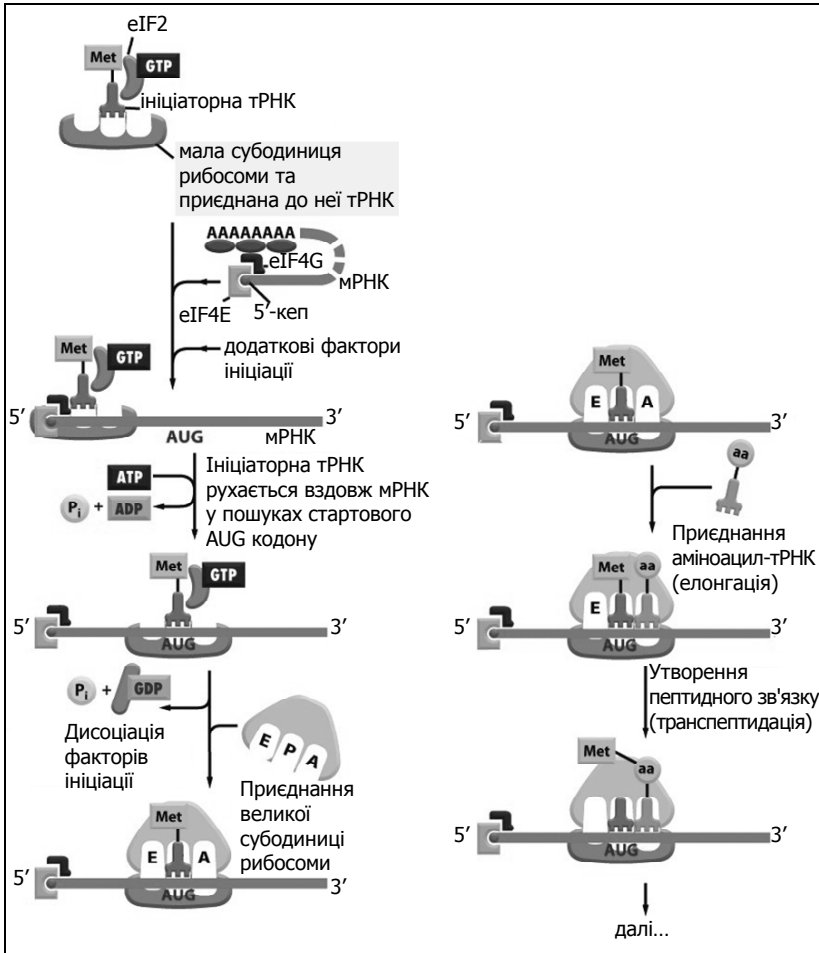 eIF2
Met
GTP
ініціаторна тРНК
мала субодиниця
рибосоми та
приєднана до неї тРНК
AAAAAAAA
eIF4G
мРНК
eIF4E
5′-кеп
додаткові фактори
ініціації
Met
GTP
5′
3′
AUG
мРНК
ATP
Pi + ADP
Ініціаторна тРНК
рухається вздовж мРНК
у пошуках стартового
AUG кодону
Met
GTP
5′
3′
AUG
Pi + GDP
Дисоціація
факторів
ініціації
E P A
Приєднання
великої
субодиниці
рибосоми
Met
E A
5′
3′
AUG
Met
E A
5′
3′
AUG
aa
Приєднання
аміноацил-тРНК
(елонгація)
Met aa
E
5′
3′
AUG
Утворення
пептидного зв'язку
(транспептидація)
Met
aa
5′
3′
AUG
далі...